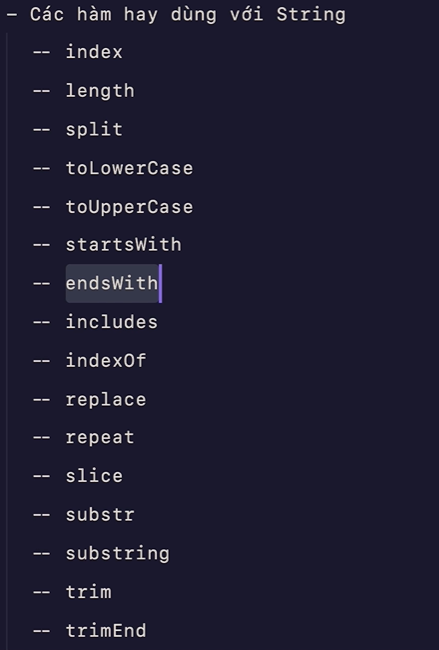 – Các hàm hay dùng với String
-- index
-- length
-- split
-- toLowerCase
-- toUpperCase
-- startsWith
-- endsWith
-- includes
-- indexOf
-- replace
-- repeat
-- slice
-- substr
-- substring
-- trim
-- trimEnd